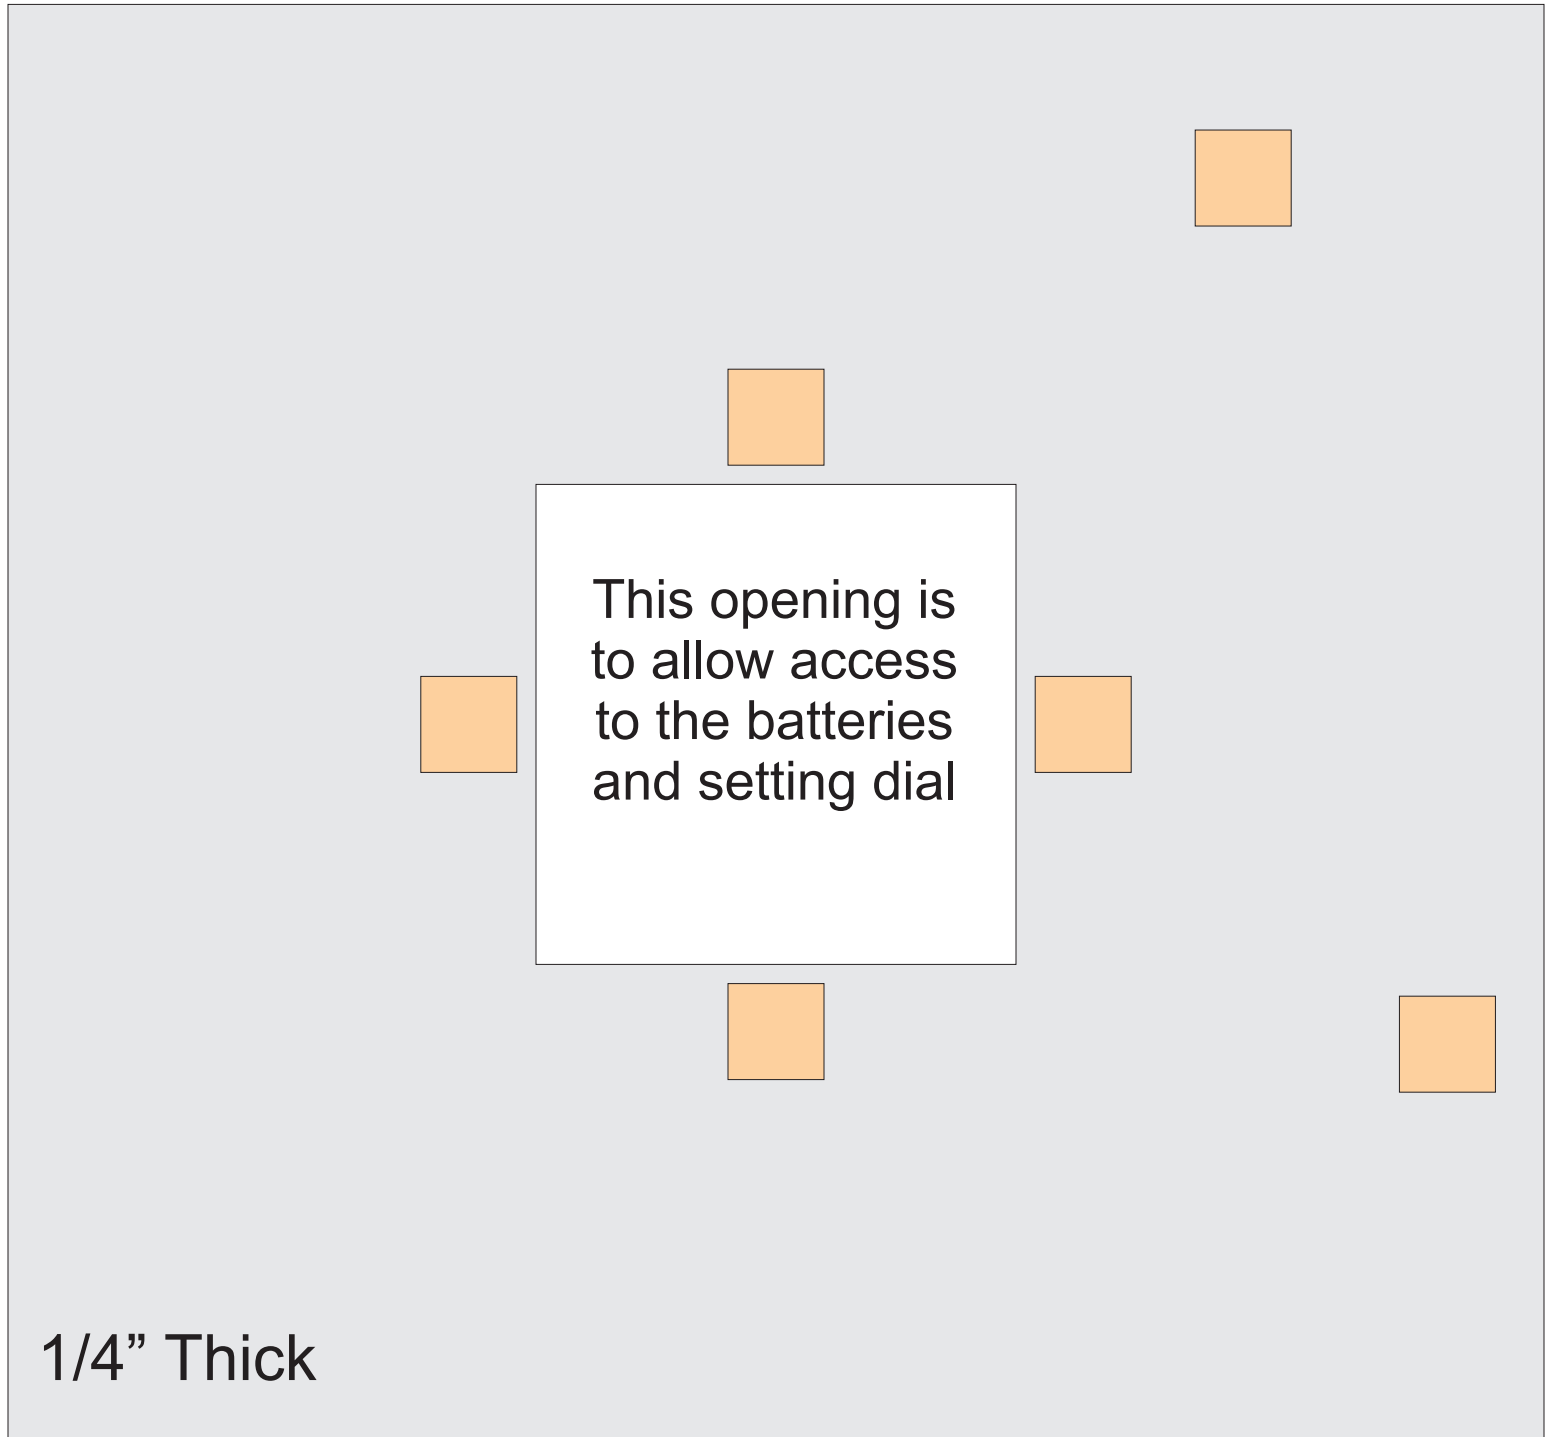 This opening is
to allow access
to the batteries
and setting dial
1/4” Thick